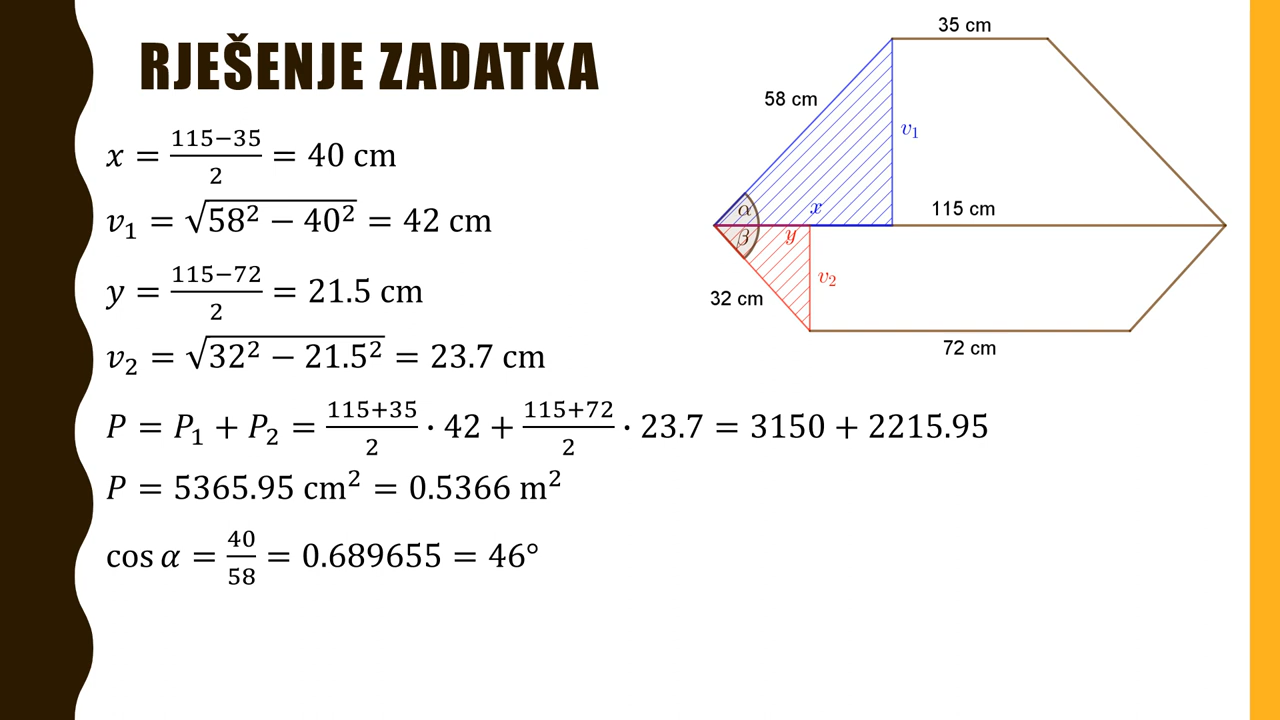 RJEŠENJE ZADATKA
x = (115−35)/2 = 40 cm
v₁ = √(58² − 40²) = 42 cm
y = (115−72)/2 = 21.5 cm
v₂ = √(32² − 21.5²) = 23.7 cm
P = P₁ + P₂ = (115+35)/2 · 42 + (115+72)/2 · 23.7 = 3150 + 2215.95
P = 5365.95 cm² = 0.5366 m²
cos α = 40/58 = 0.689655 = 46°
35 cm
58 cm
v₁
α
x
115 cm
β
y
v₂
32 cm
72 cm